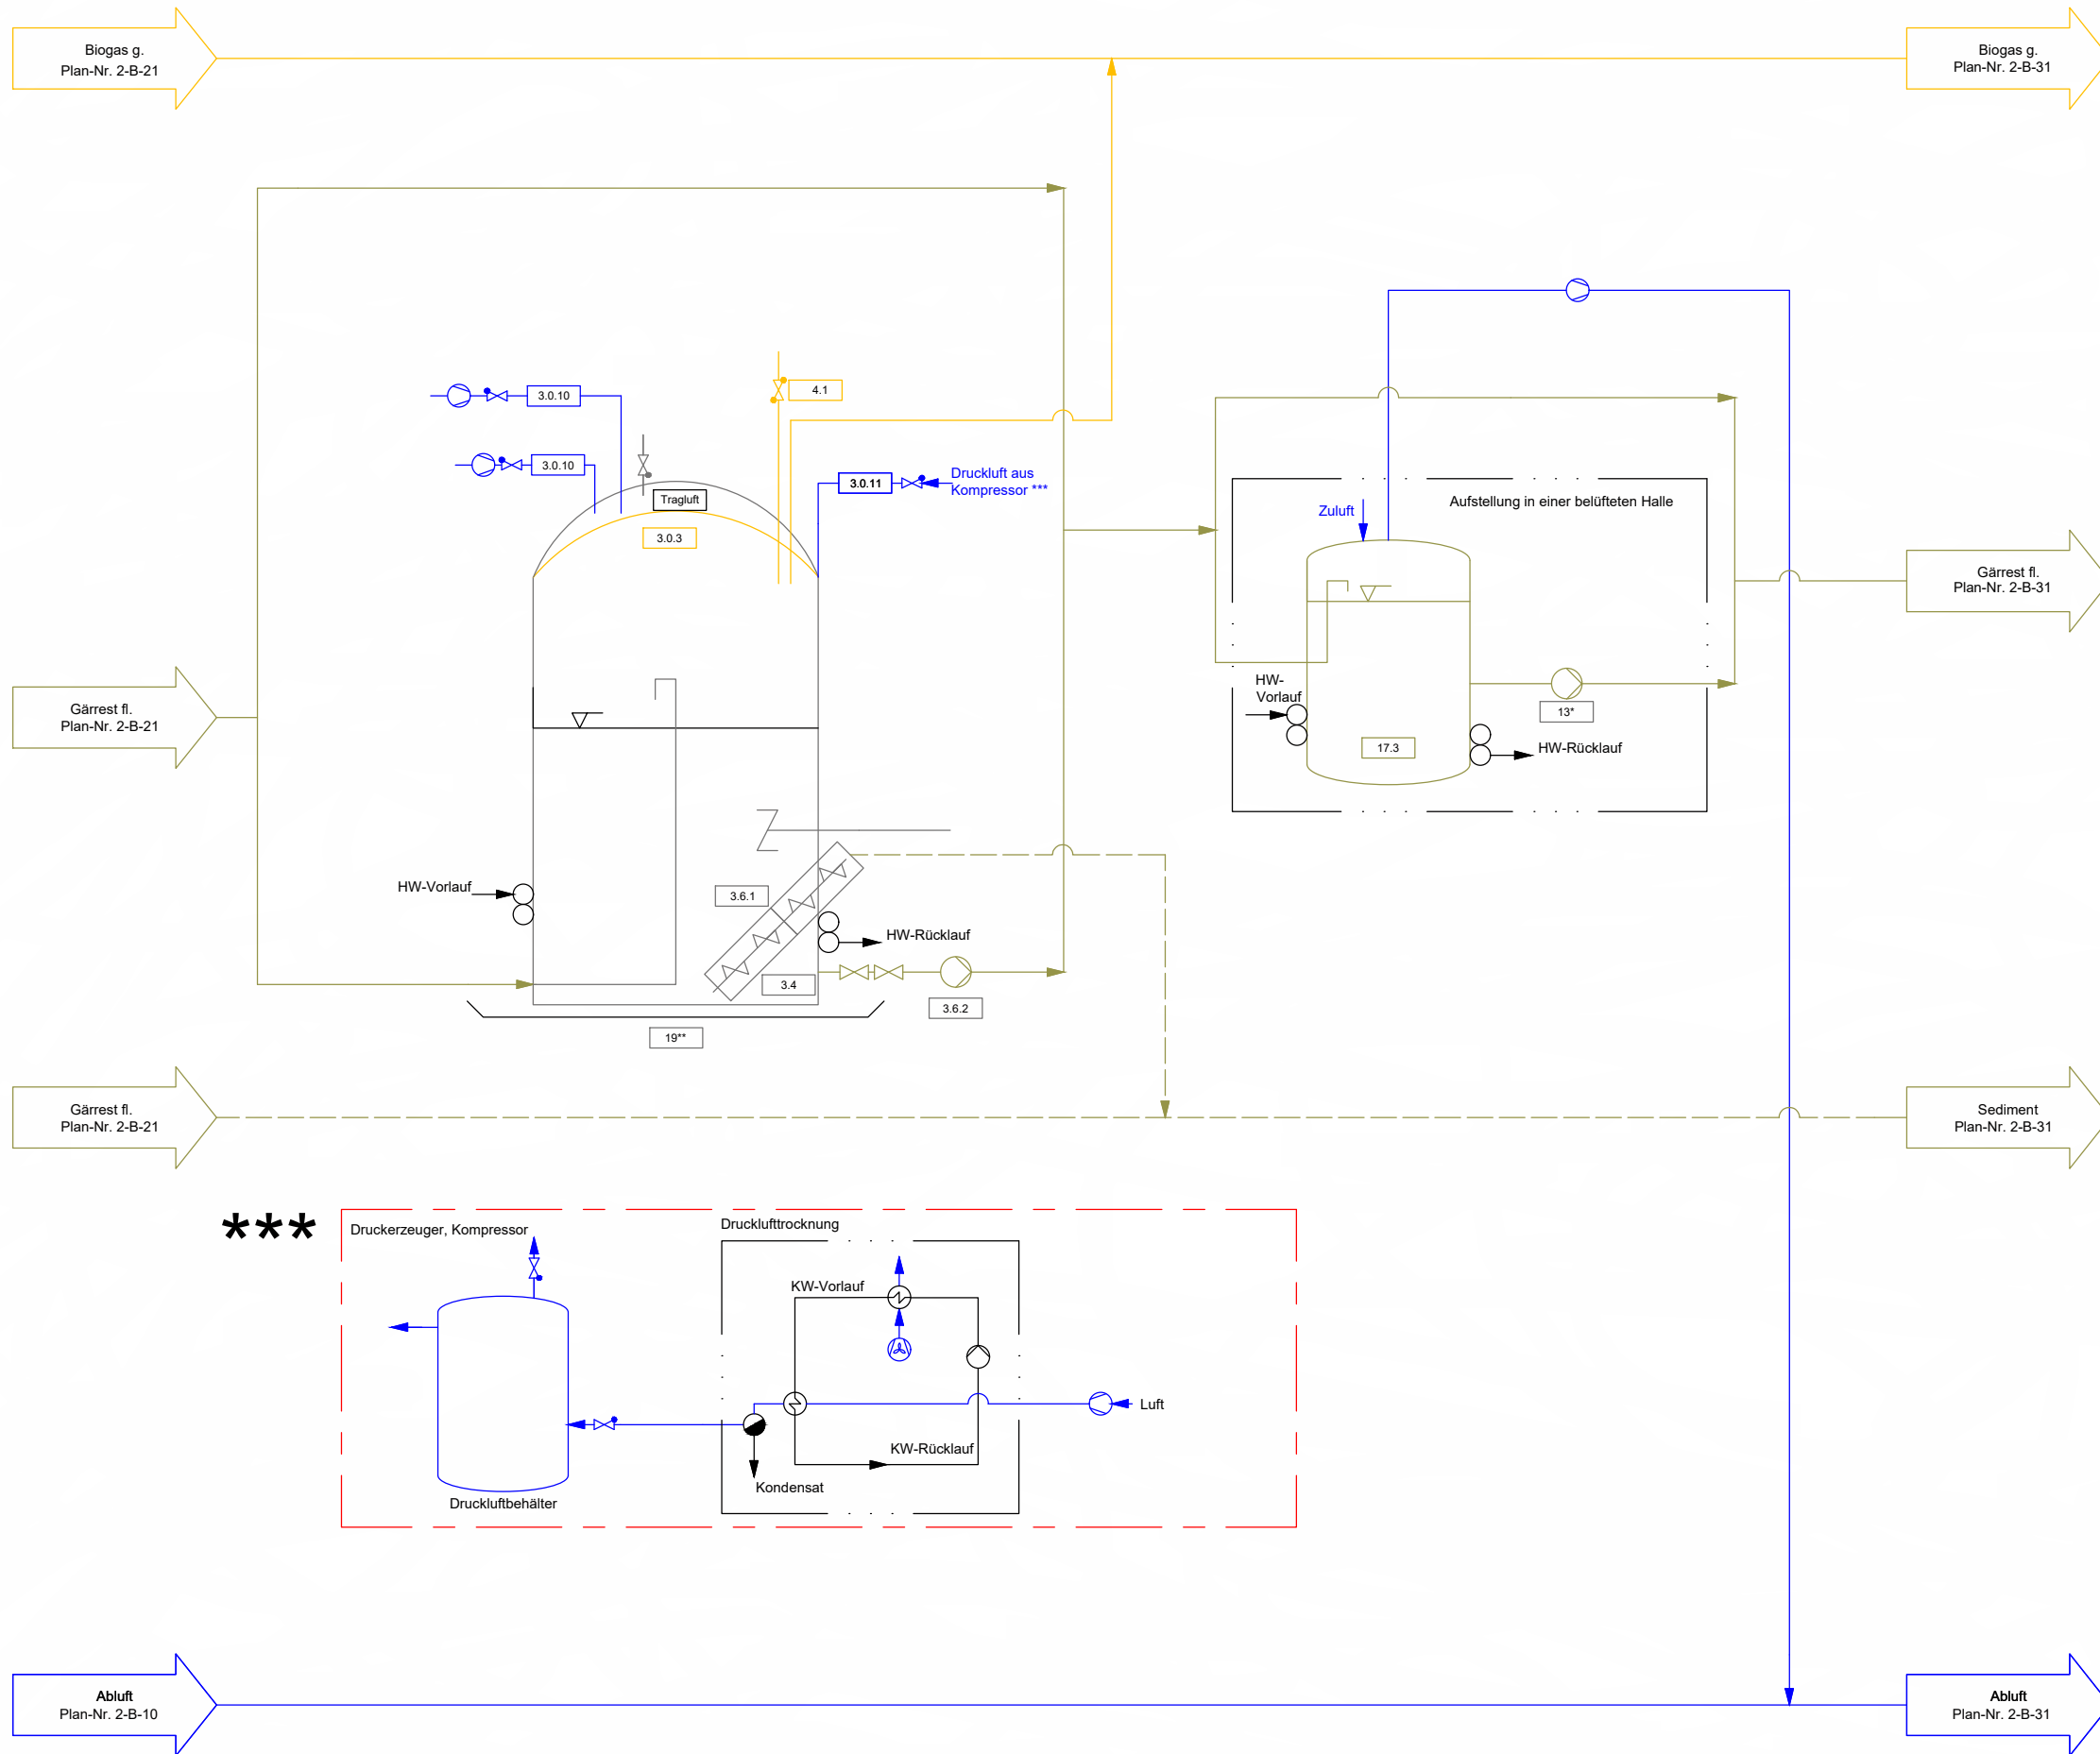 Biogas g.
Plan-Nr. 2-B-21
Biogas g.
Plan-Nr. 2-B-31
3.0.10
4.1
3.0.10
Tragluft
3.0.3
3.0.11
Druckluft aus
Kompressor ***
Zuluft
Aufstellung in einer belüfteten Halle
Gärrest fl.
Plan-Nr. 2-B-31
HW-
Vorlauf
13*
17.3
HW-Rücklauf
Gärrest fl.
Plan-Nr. 2-B-21
HW-Vorlauf
3.6.1
HW-Rücklauf
3.4
3.6.2
19**
Gärrest fl.
Plan-Nr. 2-B-21
Sediment
Plan-Nr. 2-B-31
***
Druckerzeuger, Kompressor
Drucklufttrocknung
KW-Vorlauf
Luft
KW-Rücklauf
Kondensat
Druckluftbehälter
Abluft
Plan-Nr. 2-B-10
Abluft
Plan-Nr. 2-B-31